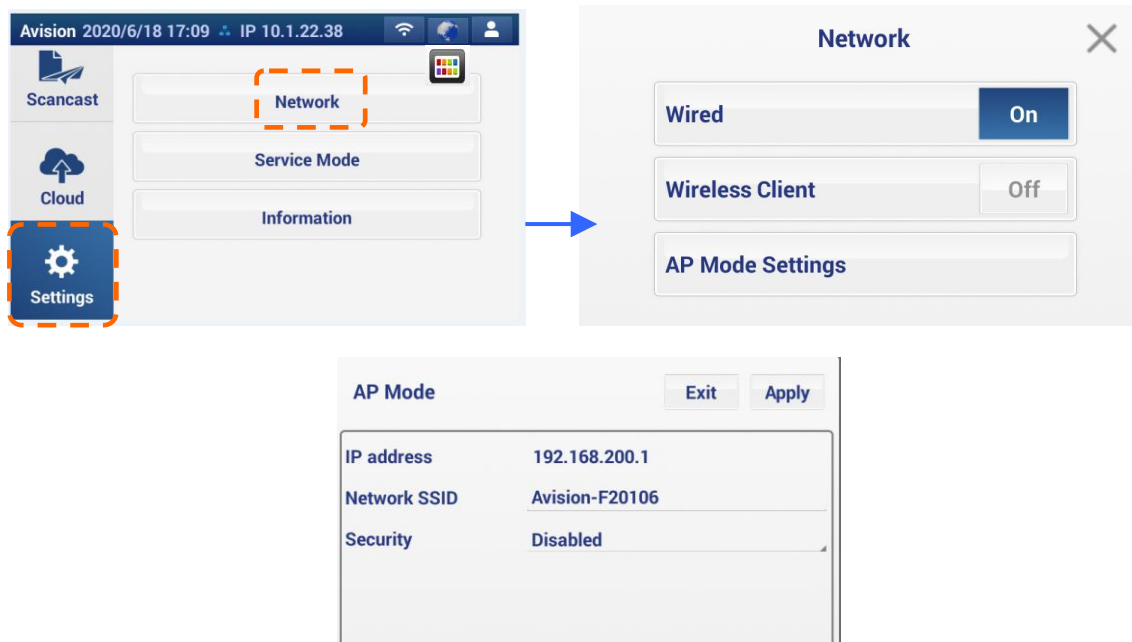 Avision 2020/6/18 17:09 IP 10.1.22.38
Scancast
Cloud
Settings
Network
Service Mode
Information
Network
Wired On
Wireless Client Off
AP Mode Settings
AP Mode Exit Apply
IP address 192.168.200.1
Network SSID Avision-F20106
Security Disabled